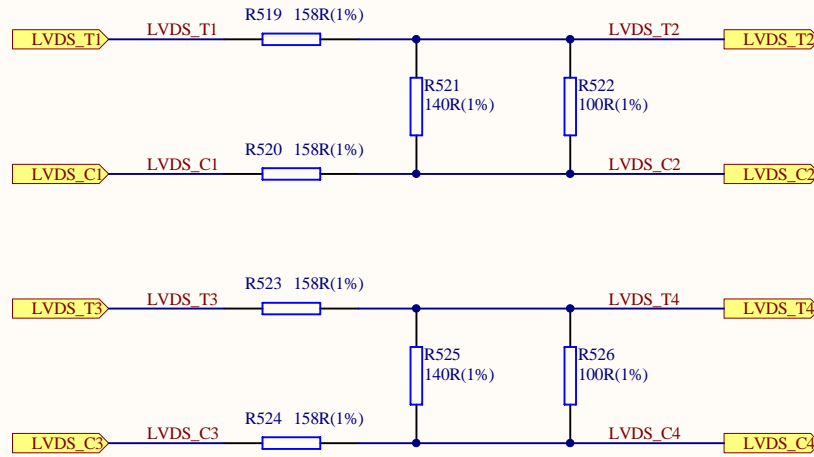 R519 158R(1%)
LVDS_T1 LVDS_T1 LVDS_T2 LVDS_T2
R521 R522
140R(1%) 100R(1%)
R520 158R(1%)
LVDS_C1 LVDS_C1 LVDS_C2 LVDS_C2
R523 158R(1%)
LVDS_T3 LVDS_T3 LVDS_T4 LVDS_T4
R525 R526
140R(1%) 100R(1%)
R524 158R(1%)
LVDS_C3 LVDS_C3 LVDS_C4 LVDS_C4